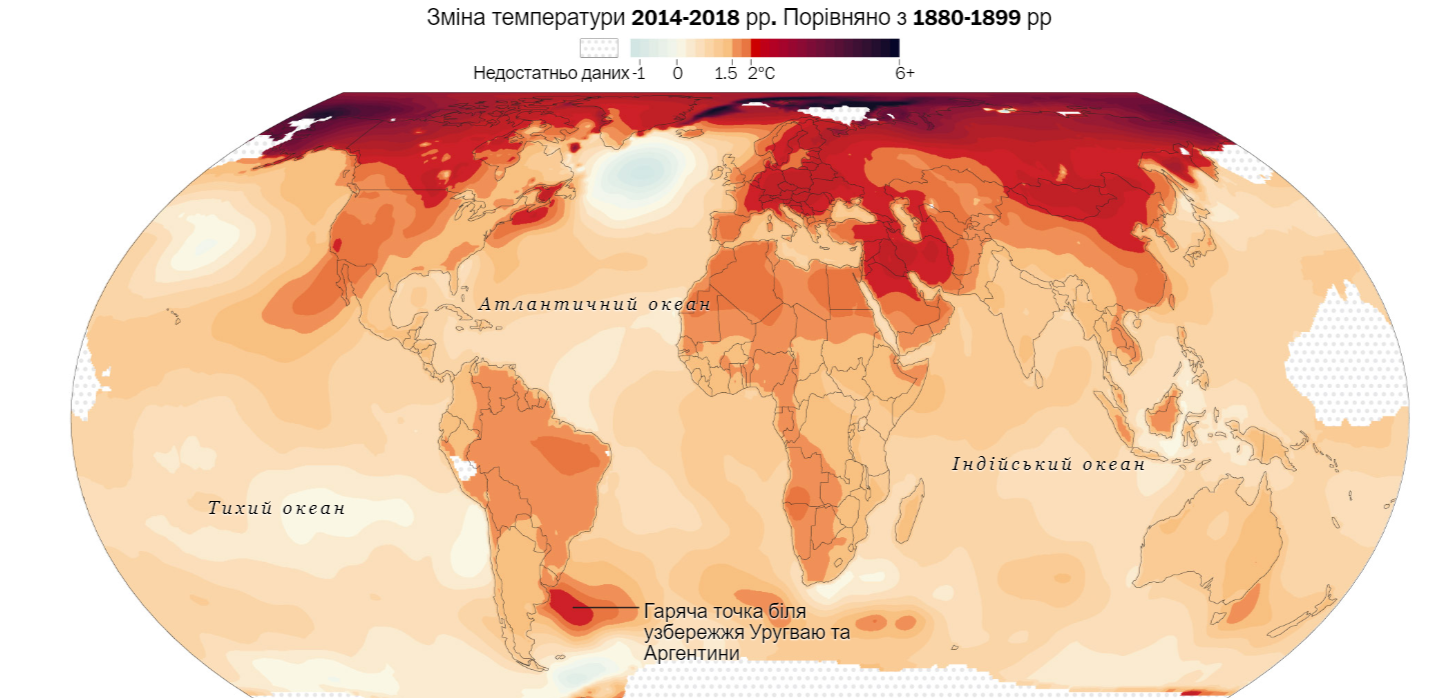 Зміна температури 2014-2018 рр. Порівняно з 1880-1899 рр
Недостатньо даних -1 0 1.5 2°C 6+
Атлантичний океан
Індійський океан
Тихий океан
Гаряча точка біля
узбережжя Уругваю та
Аргентини